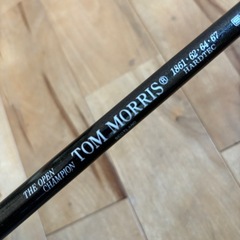 THE OPEN
CHAMPION
TOM MORRIS®
1861·62·64·67
HARDTEC